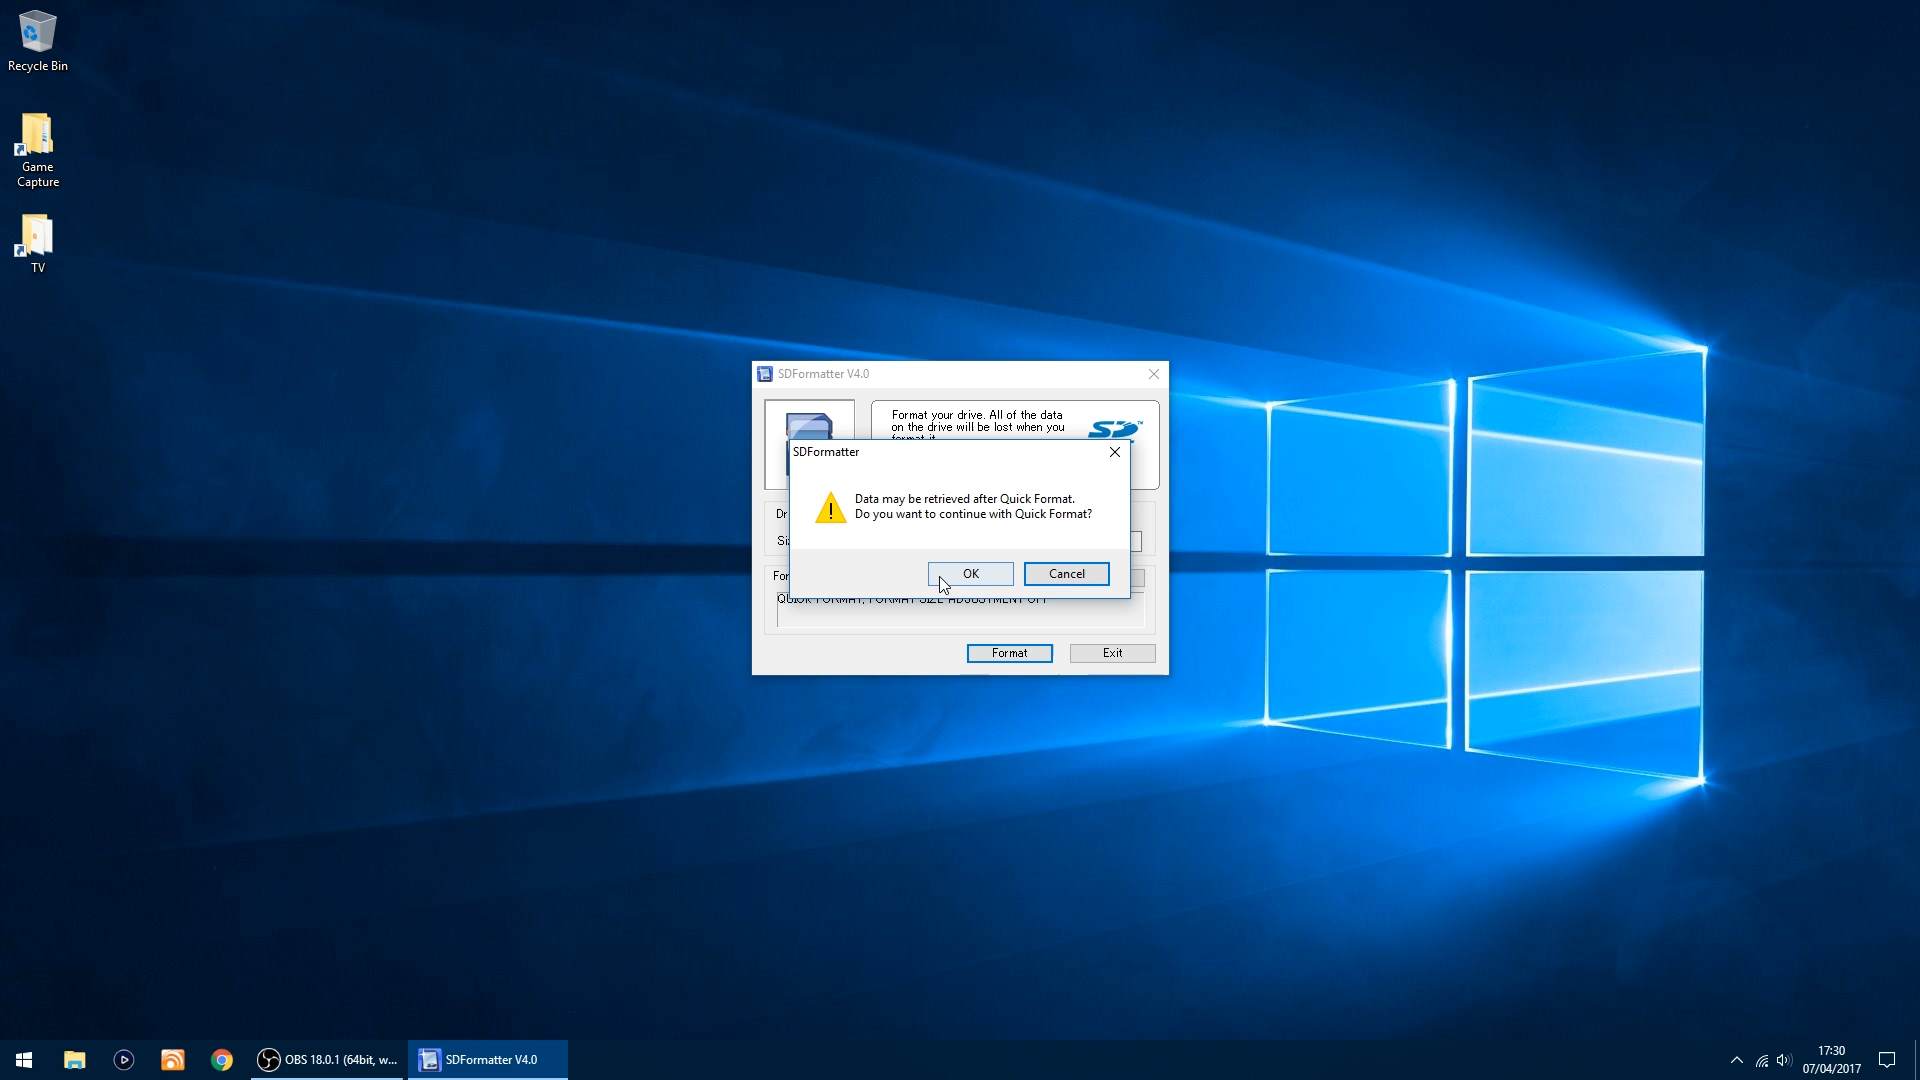 Recycle Bin
Game
Capture
TV
SDFormatter V4.0
Format your drive. All of the data
on the drive will be lost when you
format it.
SD
TM
SDFormatter
Data may be retrieved after Quick Format.
Do you want to continue with Quick Format?
OK
Cancel
QUICK FORMAT, FORMAT SIZE ADJUSTMENT OFF
Format
Exit
OBS 18.0.1 (64bit, w...
SDFormatter V4.0
17:30
07/04/2017